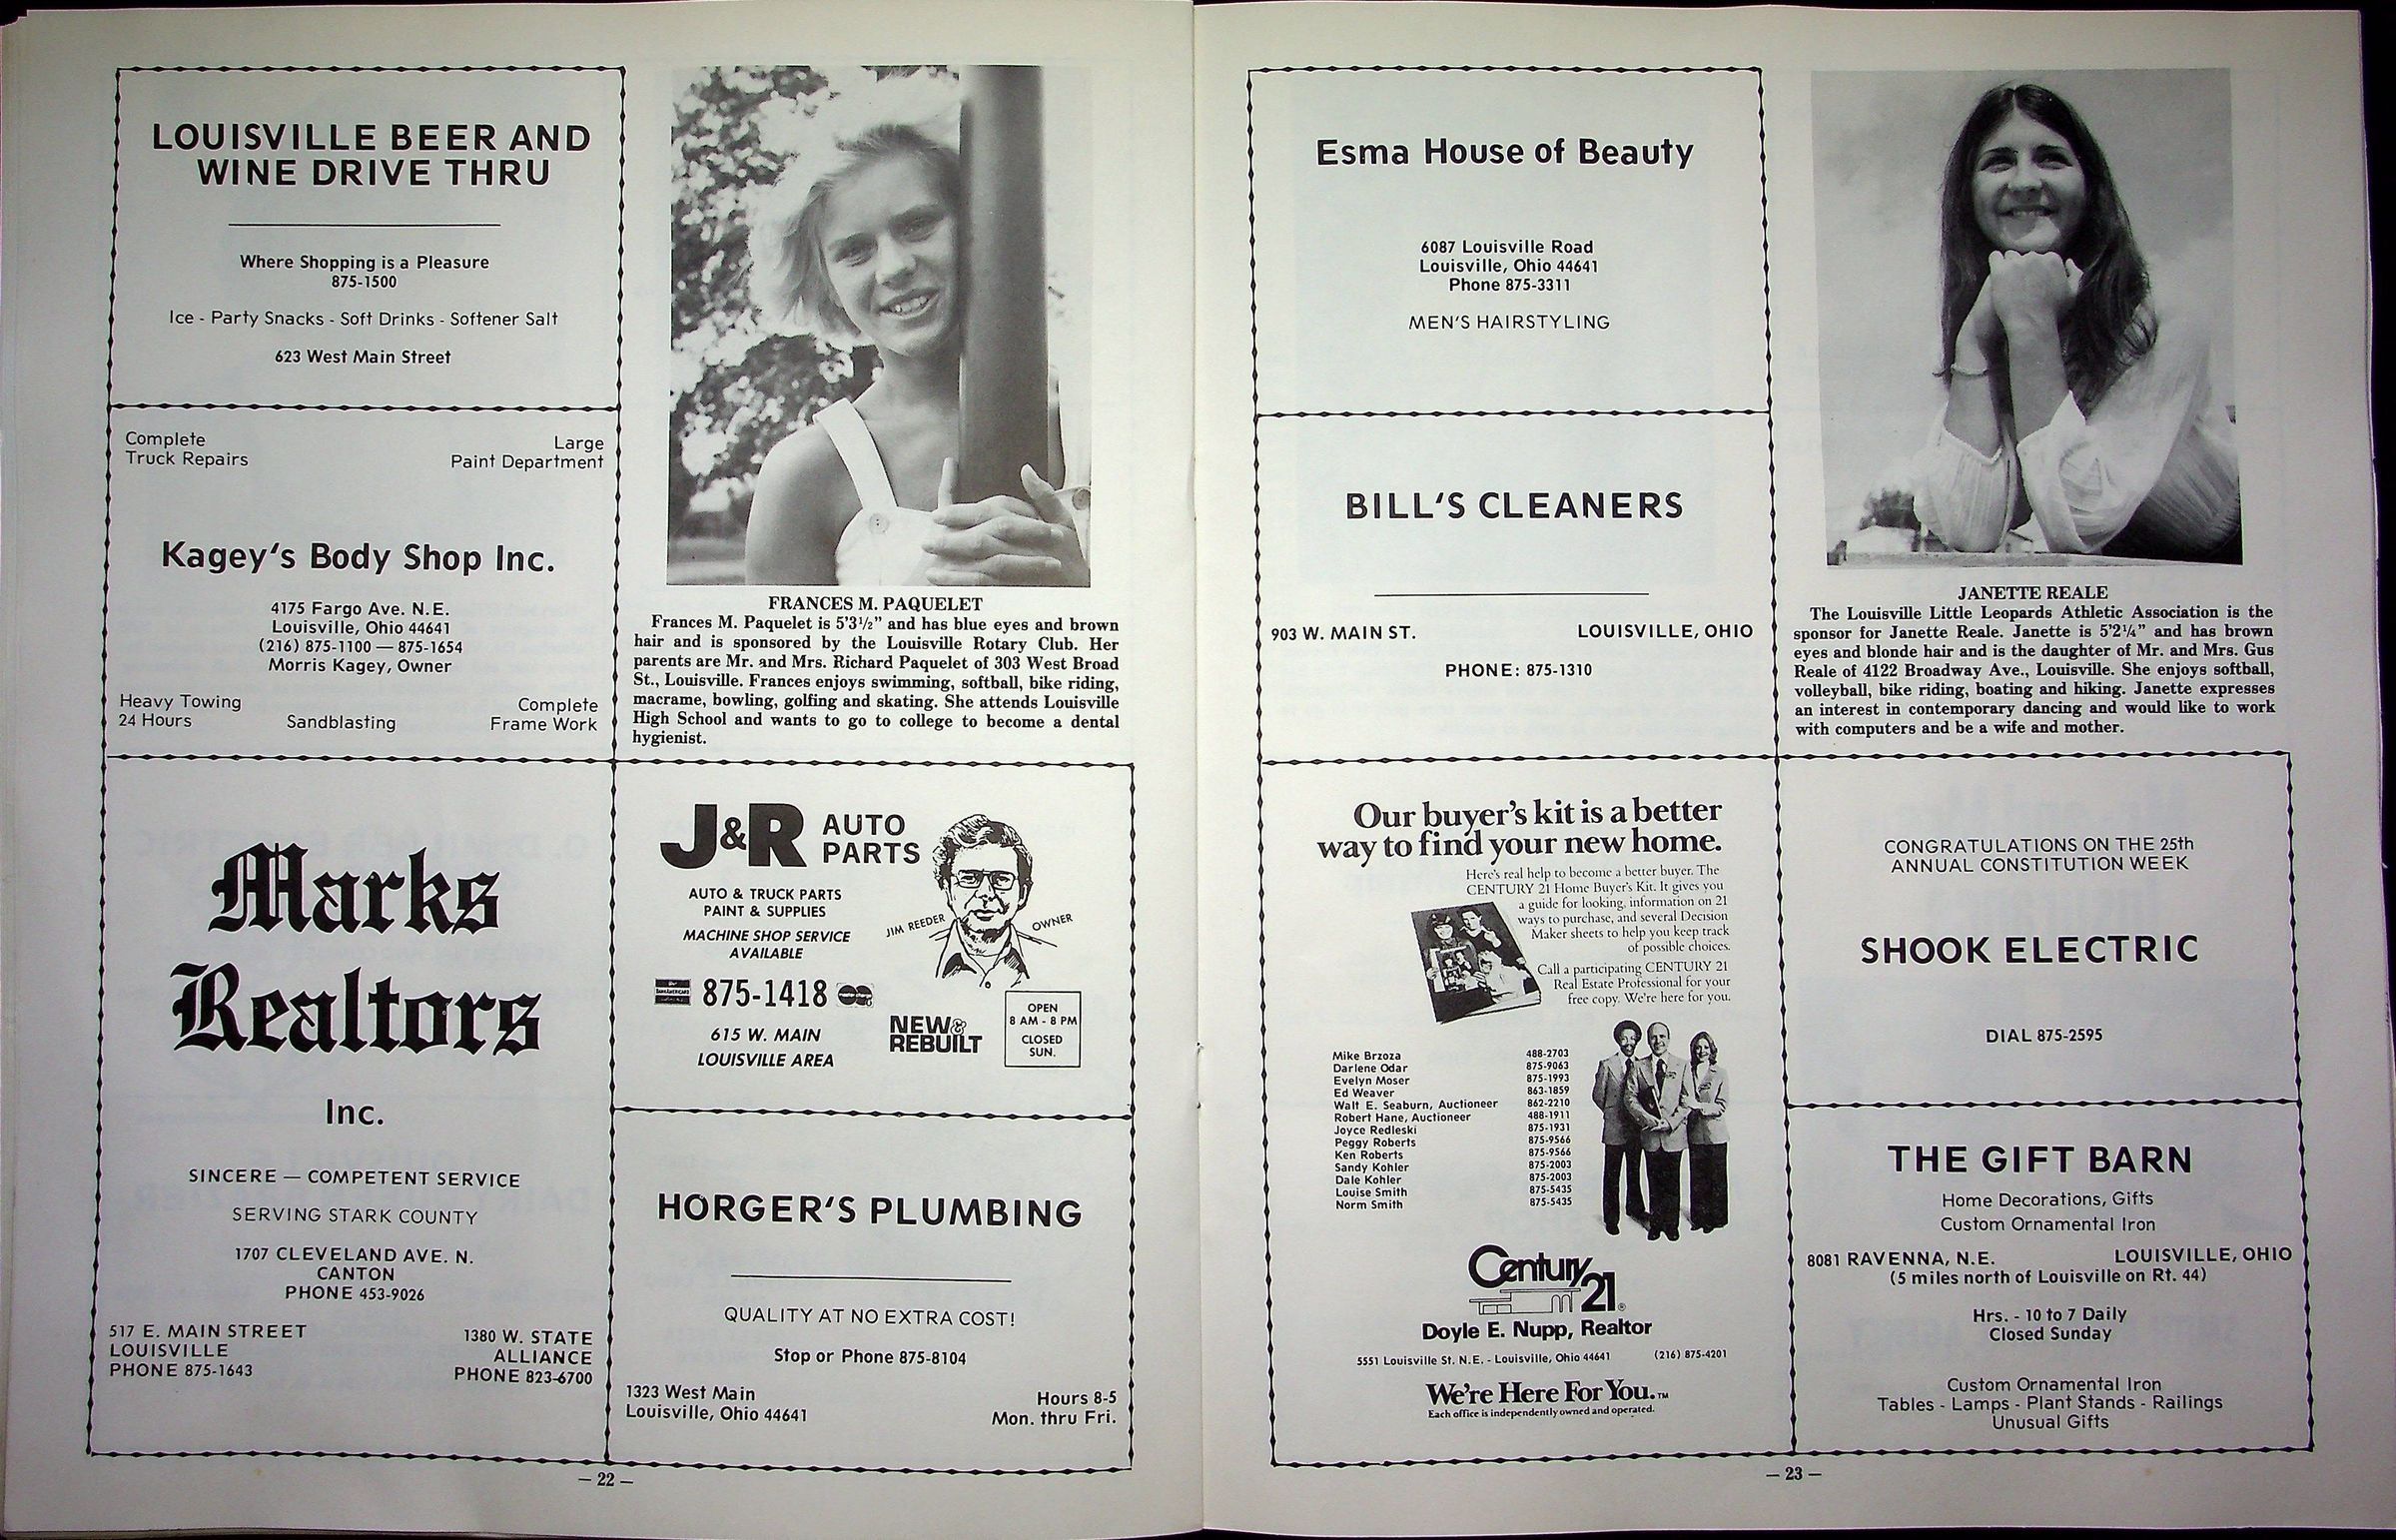 LOUISVILLE BEER AND
WINE DRIVE THRU
Where Shopping is a Pleasure
875-1500
Ice - Party Snacks - Soft Drinks - Softener Salt
623 West Main Street
Complete
Truck Repairs
Large
Paint Department
Kagey's Body Shop Inc.
4175 Fargo Ave. N.E.
Louisville, Ohio 44641
(216) 875-1100 — 875-1654
Morris Kagey, Owner
Heavy Towing
24 Hours
Sandblasting
Complete
Frame Work
FRANCES M. PAQUELET
Frances M. Paquelet is 5'3½" and has blue eyes and brown
hair and is sponsored by the Louisville Rotary Club. Her
parents are Mr. and Mrs. Richard Paquelet of 303 West Broad
St., Louisville. Frances enjoys swimming, softball, bike riding,
macrame, bowling, golfing and skating. She attends Louisville
High School and wants to go to college to become a dental
hygienist.
Marks
Realtors
Inc.
SINCERE — COMPETENT SERVICE
SERVING STARK COUNTY
1707 CLEVELAND AVE. N.
CANTON
PHONE 453-9026
517 E. MAIN STREET
LOUISVILLE
PHONE 875-1643
1380 W. STATE
ALLIANCE
PHONE 823-6700
J&R AUTO
PARTS
AUTO & TRUCK PARTS
PAINT & SUPPLIES
MACHINE SHOP SERVICE
AVAILABLE
JIM REEDER
OWNER
875-1418
615 W. MAIN
LOUISVILLE AREA
NEW &
REBUILT
OPEN
8 AM - 8 PM
CLOSED
SUN.
HORGER'S PLUMBING
QUALITY AT NO EXTRA COST!
Stop or Phone 875-8104
1323 West Main
Louisville, Ohio 44641
Hours 8-5
Mon. thru Fri.
— 22 —
Esma House of Beauty
6087 Louisville Road
Louisville, Ohio 44641
Phone 875-3311
MEN'S HAIRSTYLING
BILL'S CLEANERS
903 W. MAIN ST.
LOUISVILLE, OHIO
PHONE: 875-1310
JANETTE REALE
The Louisville Little Leopards Athletic Association is the
sponsor for Janette Reale. Janette is 5'2¼" and has brown
eyes and blonde hair and is the daughter of Mr. and Mrs. Gus
Reale of 4122 Broadway Ave., Louisville. She enjoys softball,
volleyball, bike riding, boating and hiking. Janette expresses
an interest in contemporary dancing and would like to work
with computers and be a wife and mother.
Our buyer's kit is a better
way to find your new home.
Here's real help to become a better buyer. The
CENTURY 21 Home Buyer's Kit. It gives you
a guide for looking, information on 21
ways to purchase, and several Decision
Maker sheets to help you keep track
of possible choices.
Call a participating CENTURY 21
Real Estate Professional for your
free copy. We're here for you.
Mike Brzoza 488-2703
Darlene Odar 875-9063
Evelyn Moser 875-1993
Ed Weaver 863-1859
Walt E. Seaburn, Auctioneer 862-2210
Robert Hane, Auctioneer 488-1911
Joyce Redleski 875-1931
Peggy Roberts 875-9566
Ken Roberts 875-9566
Sandy Kohler 875-2003
Dale Kohler 875-2003
Louise Smith 875-5435
Norm Smith 875-5435
Century
21®
Doyle E. Nupp, Realtor
5551 Louisville St. N.E. - Louisville, Ohio 44641 (216) 875-4201
We're Here For You.™
Each office is independently owned and operated.
CONGRATULATIONS ON THE 25th
ANNUAL CONSTITUTION WEEK
SHOOK ELECTRIC
DIAL 875-2595
THE GIFT BARN
Home Decorations, Gifts
Custom Ornamental Iron
8081 RAVENNA, N.E. LOUISVILLE, OHIO
(5 miles north of Louisville on Rt. 44)
Hrs. - 10 to 7 Daily
Closed Sunday
Custom Ornamental Iron
Tables - Lamps - Plant Stands - Railings
Unusual Gifts
— 23 —